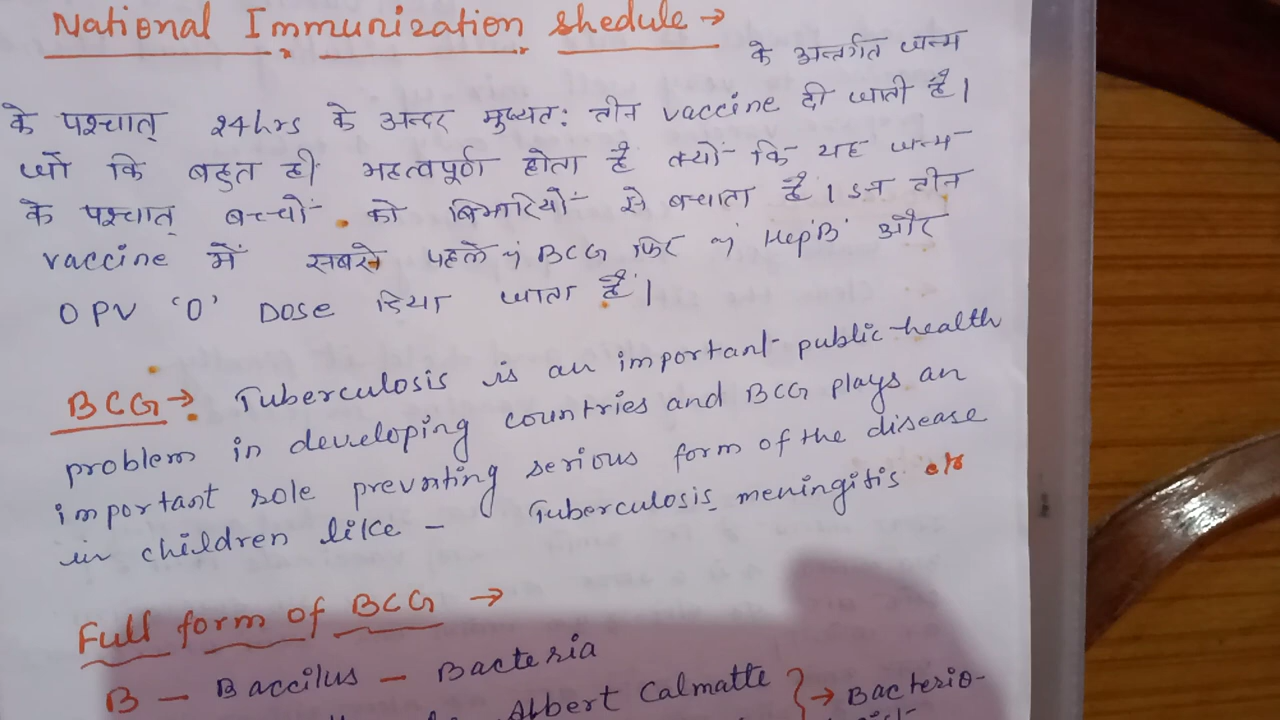 National Immunization shedule →
के अन्तर्गत जन्म
के पश्चात् 24hrs के अन्दर मुख्यत: तीन vaccine दी जाती है।
जो कि बहुत ही महत्वपूर्ण होता है क्यों कि यह जन्म
के पश्चात् बच्चों को बिमारियों से बचाता है। इन तीन
vaccine में सबसे पहले BCG फिर Hep'B' और
OPV 'O' Dose दिया जाता है।
BCG → Tuberculosis is an important public health
problem in developing countries and BCG plays an
important role preventing serious form of the disease
in children like - Tuberculosis, meningitis
Full form of BCG →
B - Baccilus - Bacteria
Albert Calmatte } → Bacterio-